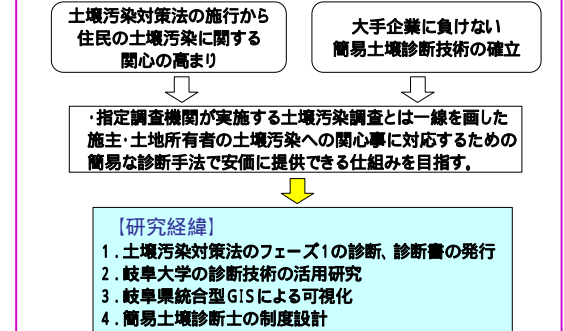 土壌汚染対策法の施行から
住民の土壌汚染に関する
関心の高まり
大手企業に負けない
簡易土壌診断技術の確立
・指定調査機関が実施する土壌汚染調査とは一線を画した
施主・土地所有者の土壌汚染への関心事に対応するための
簡易な診断手法で安価に提供できる仕組みを目指す。
【研究経緯】
1.土壌汚染対策法のフェーズ1の診断、診断書の発行
2.岐阜大学の診断技術の活用研究
3.岐阜県統合型GISによる可視化
4.簡易土壌診断士の制度設計